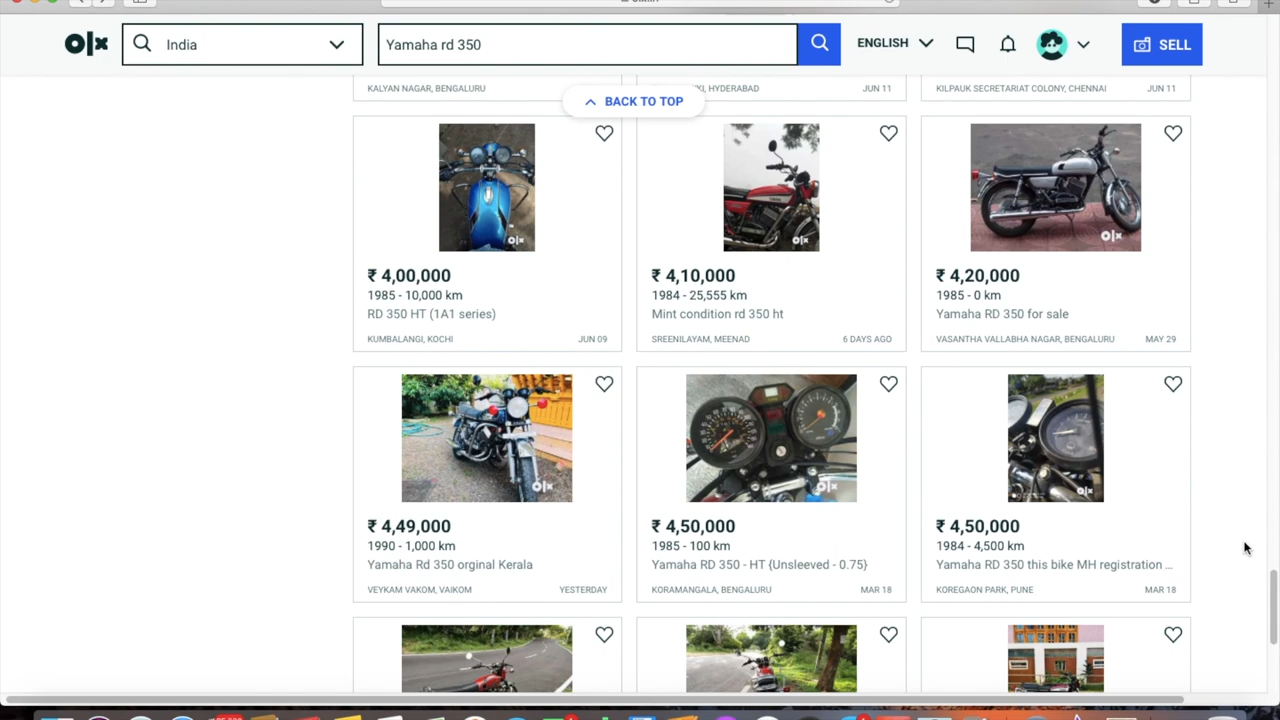 olx
India
Yamaha rd 350
ENGLISH
SELL
KALYAN NAGAR, BENGALURU
HYDERABAD
JUN 11
KILPAUK SECRETARIAT COLONY, CHENNAI
JUN 11
BACK TO TOP
olx
olx
olx
₹ 4,00,000
1985 - 10,000 km
RD 350 HT (1A1 series)
KUMBALANGI, KOCHI
JUN 09
₹ 4,10,000
1984 - 25,555 km
Mint condition rd 350 ht
SREENILAYAM, MEENAD
6 DAYS AGO
₹ 4,20,000
1985 - 0 km
Yamaha RD 350 for sale
VASANTHA VALLABHA NAGAR, BENGALURU
MAY 29
olx
olx
olx
₹ 4,49,000
1990 - 1,000 km
Yamaha Rd 350 orginal Kerala
VEYKAM VAKOM, VAIKOM
YESTERDAY
₹ 4,50,000
1985 - 100 km
Yamaha RD 350 - HT {Unsleeved - 0.75)
KORAMANGALA, BENGALURU
MAR 18
₹ 4,50,000
1984 - 4,500 km
Yamaha RD 350 this bike MH registration ...
KOREGAON PARK, PUNE
MAR 18